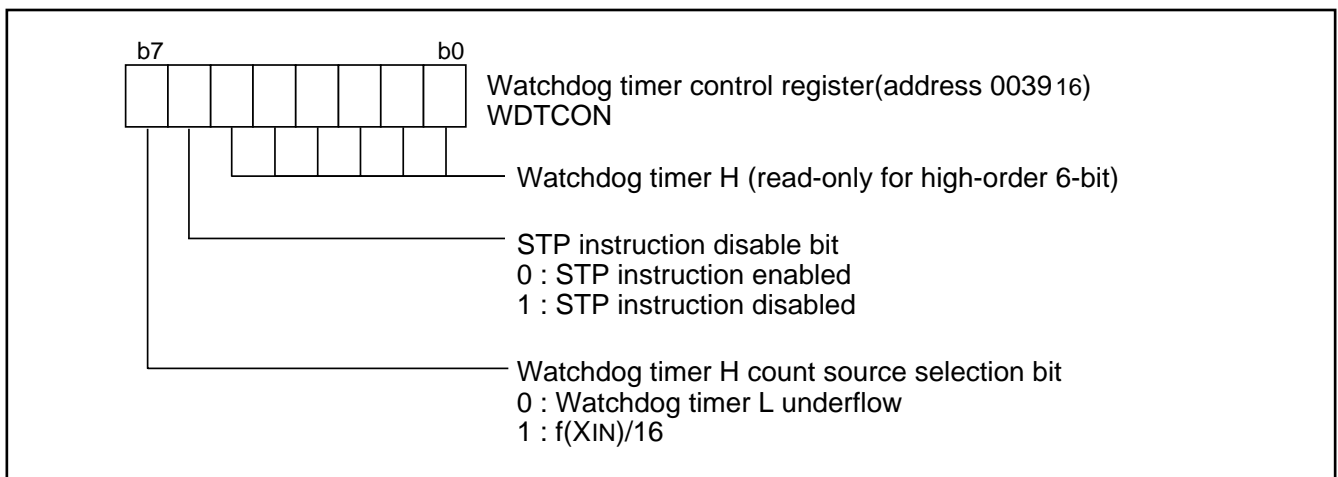 b7 b0
Watchdog timer control register(address 003916)
WDTCON
Watchdog timer H (read-only for high-order 6-bit)
STP instruction disable bit
0 : STP instruction enabled
1 : STP instruction disabled
Watchdog timer H count source selection bit
0 : Watchdog timer L underflow
1 : f(XIN)/16